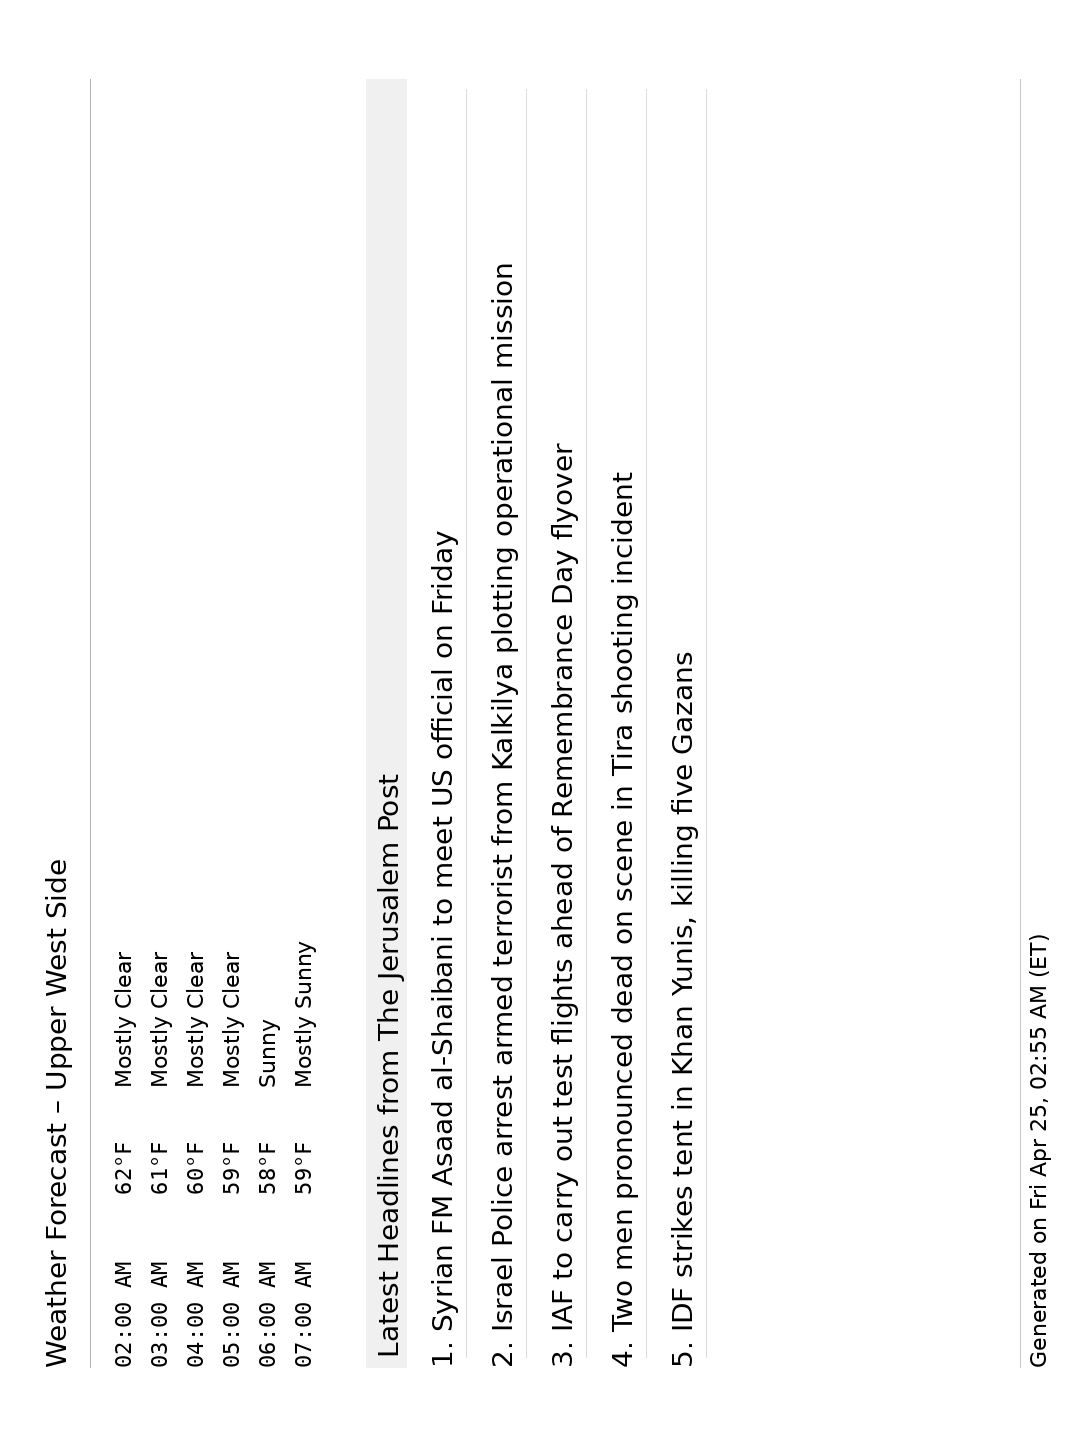 Weather Forecast – Upper West Side
02:00 AM 62°F Mostly Clear
03:00 AM 61°F Mostly Clear
04:00 AM 60°F Mostly Clear
05:00 AM 59°F Mostly Clear
06:00 AM 58°F Sunny
07:00 AM 59°F Mostly Sunny
Latest Headlines from The Jerusalem Post
1. Syrian FM Asaad al-Shaibani to meet US official on Friday
2. Israel Police arrest armed terrorist from Kalkilya plotting operational mission
3. IAF to carry out test flights ahead of Remembrance Day flyover
4. Two men pronounced dead on scene in Tira shooting incident
5. IDF strikes tent in Khan Yunis, killing five Gazans
Generated on Fri Apr 25, 02:55 AM (ET)